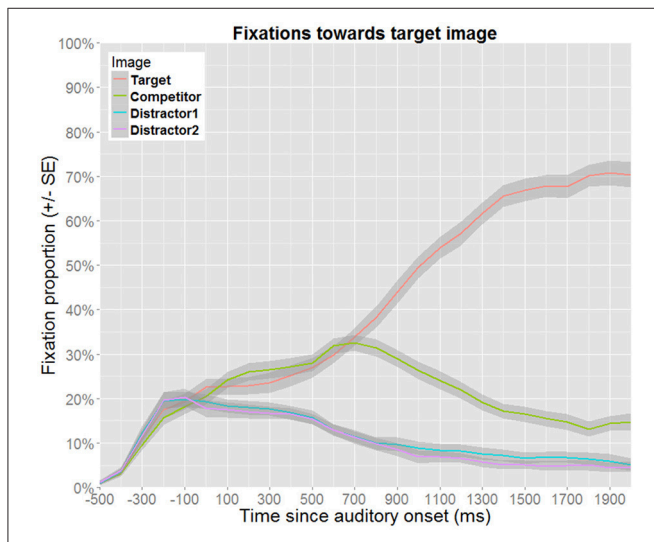 Fixations towards target image
Fixation proportion (+/- SE)
100%
90%
80%
70%
60%
50%
40%
30%
20%
10%
0%
Image
Target
Competitor
Distractor1
Distractor2
-500 -300 -100 100 300 500 700 900 1100 1300 1500 1700 1900
Time since auditory onset (ms)